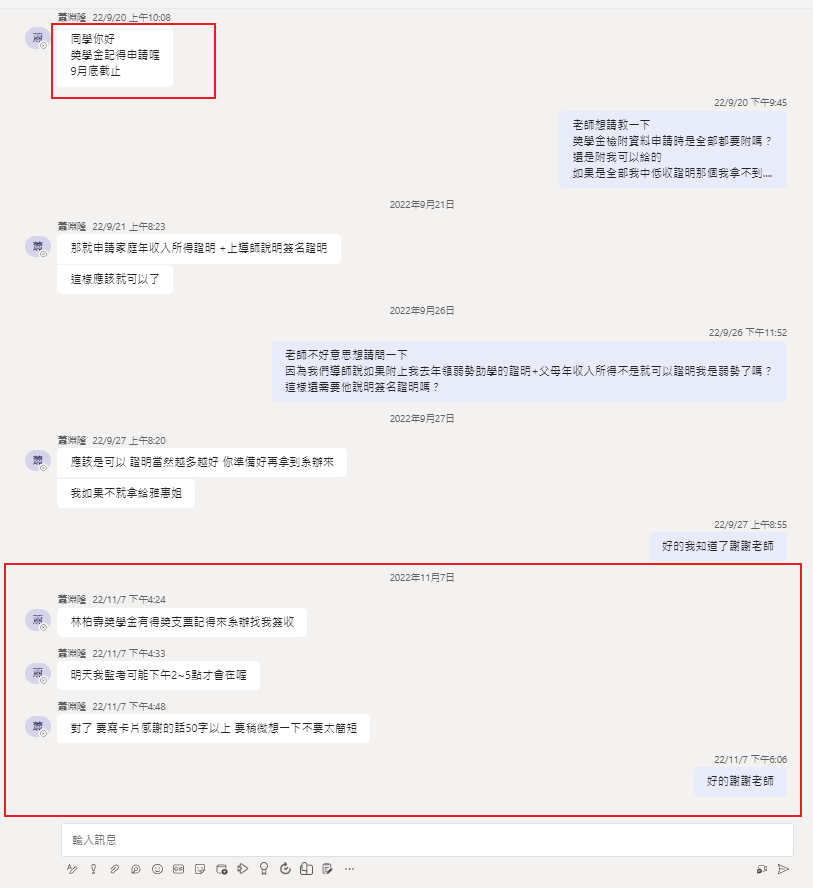 蕭淵隆 22/9/20 上午10:08
蕭
同學你好
獎學金記得申請喔
9月底截止
22/9/20 下午9:45
老師想請教一下
獎學金檢附資料申請時是全部都要附嗎？
還是附我可以給的
如果是全部我中低收證明那個我拿不到....
2022年9月21日
蕭淵隆 22/9/21 上午8:23
蕭
那就申請家庭年收入所得證明 +上導師說明簽名證明
這樣應該就可以了
2022年9月26日
22/9/26 下午11:52
老師不好意思想請問一下
因為我們導師說如果附上我去年領弱勢助學的證明+父母年收入所得不是就可以證明我是弱勢了嗎？
這樣還需要他說明簽名證明嗎？
2022年9月27日
蕭淵隆 22/9/27 上午8:20
蕭
應該是可以 證明當然越多越好 你準備好再拿到系辦來
我如果不就拿給雅惠姐
22/9/27 上午8:55
好的我知道了謝謝老師
2022年11月7日
蕭淵隆 22/11/7 下午4:24
蕭
林柏壽獎學金有得獎支票記得來系辦找我簽收
蕭淵隆 22/11/7 下午4:33
蕭
明天我監考可能下午2~5點才會在喔
蕭淵隆 22/11/7 下午4:48
蕭
對了 要寫卡片感謝的話50字以上 要稍微想一下不要太簡短
22/11/7 下午6:06
好的謝謝老師
輸入訊息
GIF